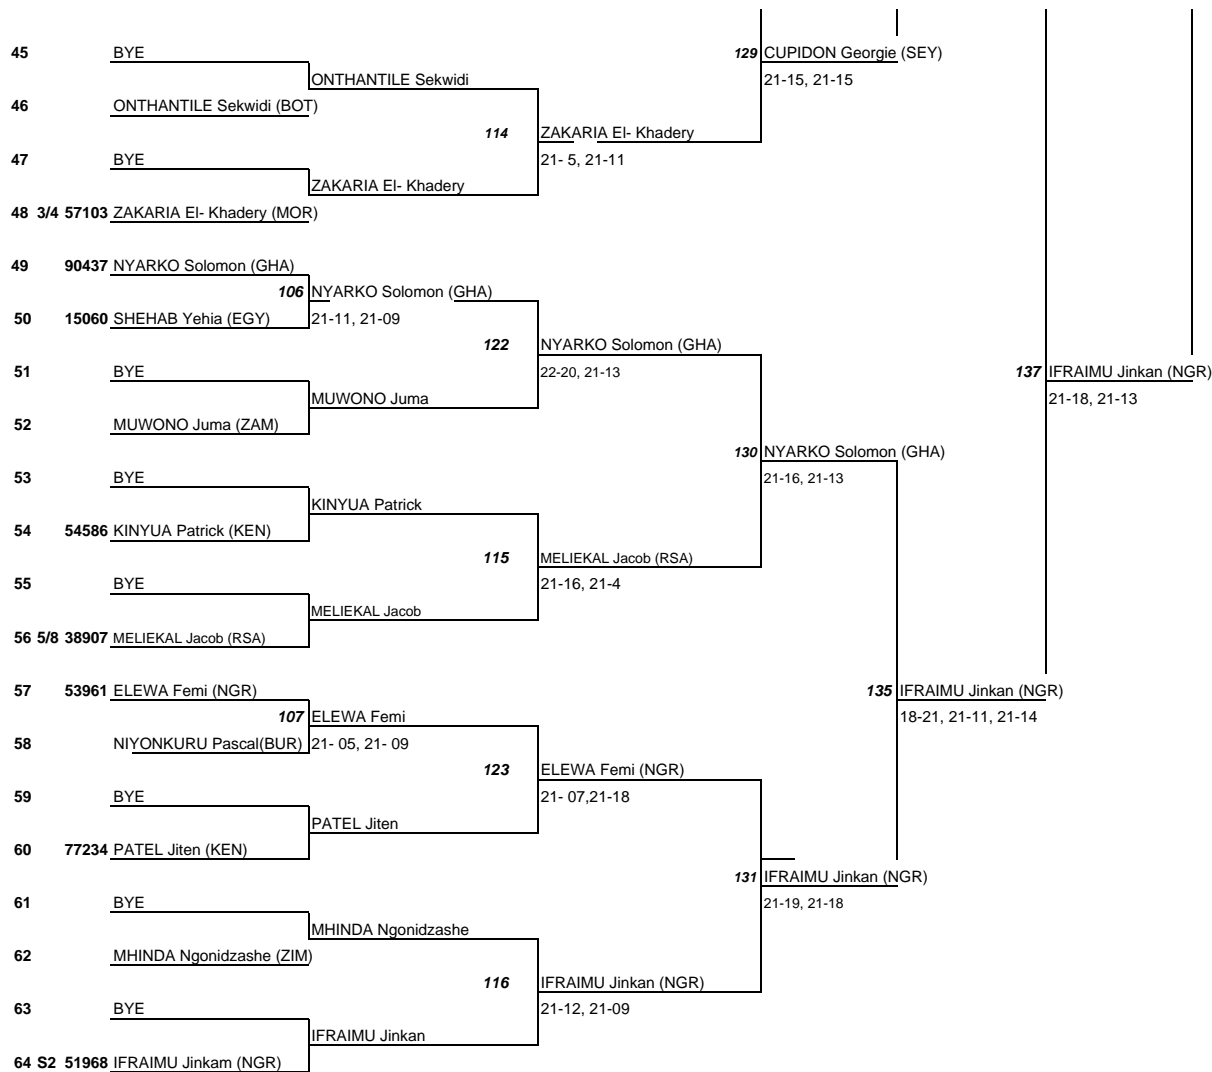 45 BYE 129 CUPIDON Georgie (SEY)
ONTHANTILE Sekwidi 21-15, 21-15
46 ONTHANTILE Sekwidi (BOT)
114 ZAKARIA El- Khadery
47 BYE 21- 5, 21-11
ZAKARIA El- Khadery
48 3/4 57103 ZAKARIA El- Khadery (MOR)
49 90437 NYARKO Solomon (GHA)
106 NYARKO Solomon (GHA)
50 15060 SHEHAB Yehia (EGY) 21-11, 21-09
122 NYARKO Solomon (GHA)
51 BYE 22-20, 21-13 137 IFRAIMU Jinkan (NGR)
MUWONO Juma 21-18, 21-13
52 MUWONO Juma (ZAM)
130 NYARKO Solomon (GHA)
53 BYE 21-16, 21-13
KINYUA Patrick
54 54586 KINYUA Patrick (KEN)
115 MELIEKAL Jacob (RSA)
55 BYE 21-16, 21-4
MELIEKAL Jacob
56 5/8 38907 MELIEKAL Jacob (RSA)
57 53961 ELEWA Femi (NGR) 135 IFRAIMU Jinkan (NGR)
107 ELEWA Femi 18-21, 21-11, 21-14
58 NIYONKURU Pascal(BUR) 21- 05, 21- 09
123 ELEWA Femi (NGR)
59 BYE 21- 07,21-18
PATEL Jiten
60 77234 PATEL Jiten (KEN)
131 IFRAIMU Jinkan (NGR)
61 BYE 21-19, 21-18
MHINDA Ngonidzashe
62 MHINDA Ngonidzashe (ZIM)
116 IFRAIMU Jinkan (NGR)
63 BYE 21-12, 21-09
IFRAIMU Jinkan
64 S2 51968 IFRAIMU Jinkam (NGR)